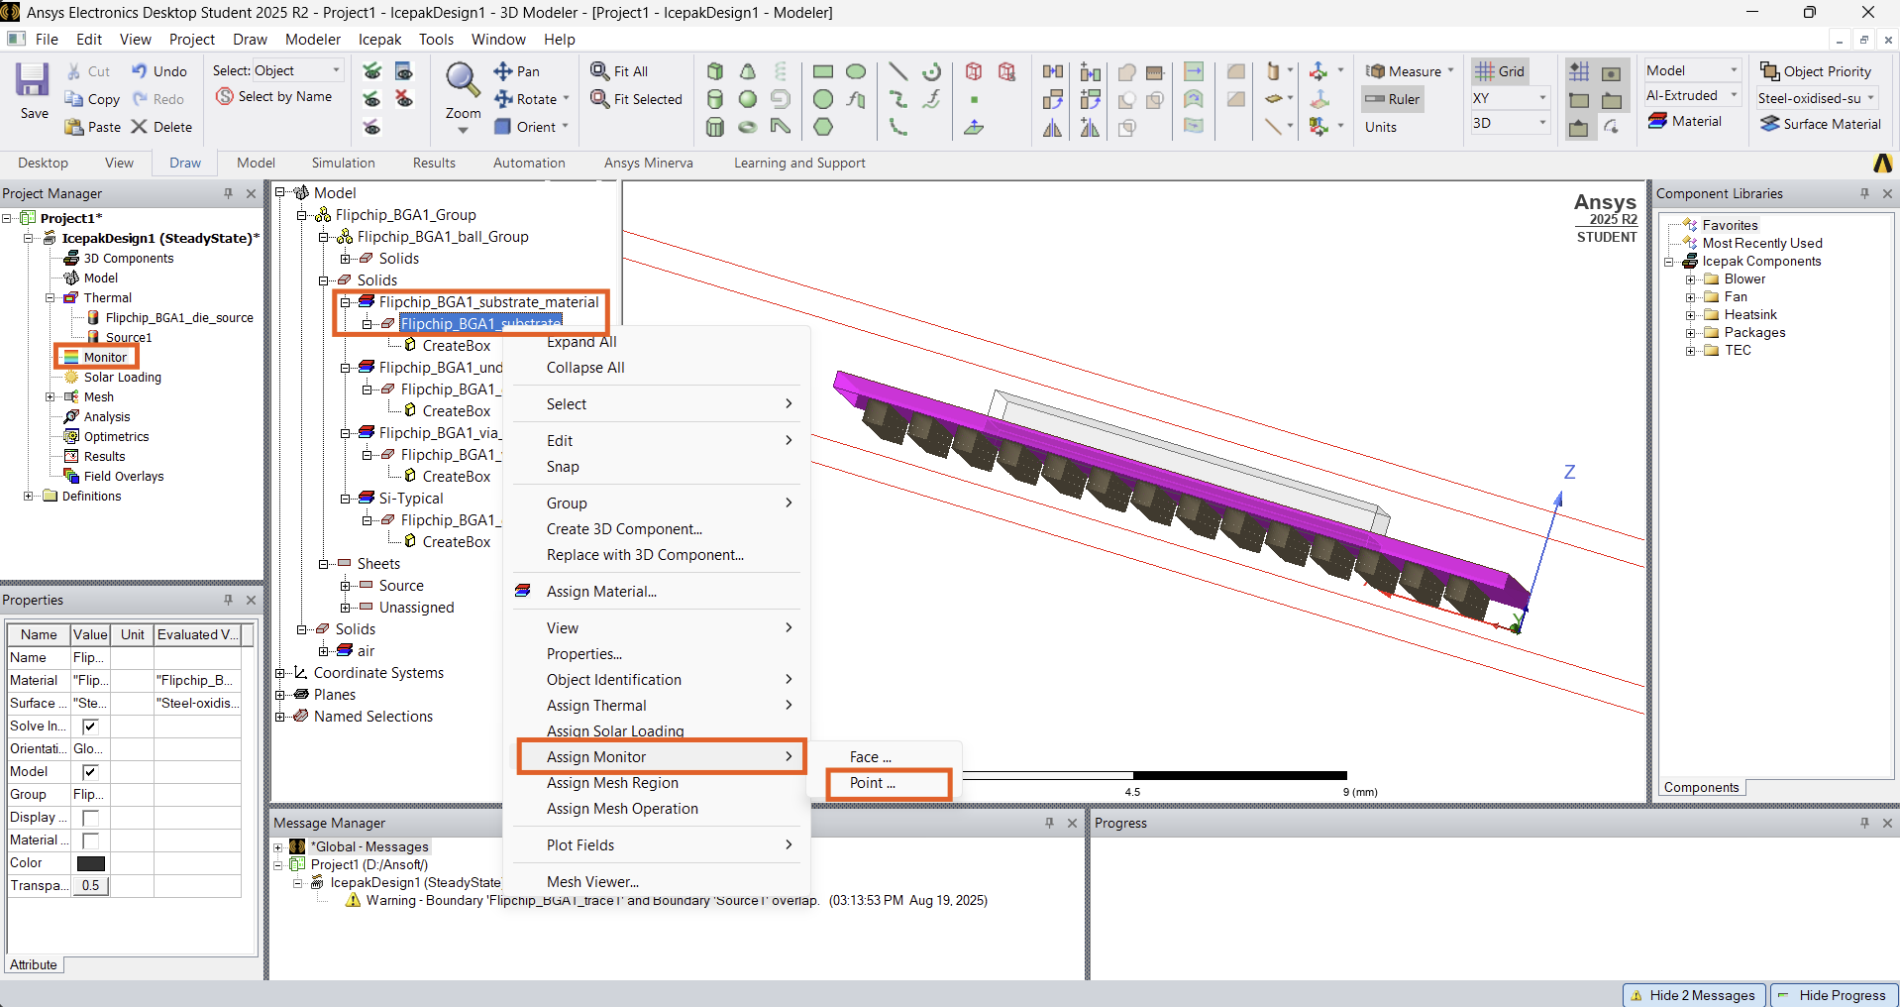 Ansys Electronics Desktop Student 2025 R2 - Project1 - IcepakDesign1 - 3D Modeler - [Project1 - IcepakDesign1 - Modeler]
File Edit View Project Draw Modeler Icepak Tools Window Help
Save
Cut
Copy
Paste
Undo
Redo
Delete
Select: Object
Select by Name
Zoom
Pan
Rotate
Orient
Fit All
Fit Selected
Measure
Ruler
Units
Grid
XY
3D
Model
AI-Extruded
Material
Object Priority
Steel-oxidised-su
Surface Material
Desktop View Draw Model Simulation Results Automation Ansys Minerva Learning and Support
Project Manager
Project1*
IcepakDesign1 (SteadyState)*
3D Components
Model
Thermal
Flipchip_BGA1_die_source
Source1
Monitor
Solar Loading
Mesh
Analysis
Optimetrics
Results
Field Overlays
Definitions
Properties
Name Value Unit Evaluated V...
Name Flip...
Material "Flip... "Flipchip_B...
Surface ... "Ste... "Steel-oxidis...
Solve In...
Orientati... Glo...
Model
Group Flip...
Display ...
Material ...
Color
Transpa... 0.5
Attribute
Model
Flipchip_BGA1_Group
Flipchip_BGA1_ball_Group
Solids
Solids
Flipchip_BGA1_substrate_material
Flipchip_BGA1_substrate
CreateBox
Flipchip_BGA1_und
Flipchip_BGA1_
CreateBox
Flipchip_BGA1_via_
Flipchip_BGA1_
CreateBox
Si-Typical
Flipchip_BGA1_
CreateBox
Sheets
Source
Unassigned
Solids
air
Coordinate Systems
Planes
Named Selections
Expand All
Collapse All
Select
Edit
Snap
Group
Create 3D Component...
Replace with 3D Component...
Assign Material...
View
Properties...
Object Identification
Assign Thermal
Assign Solar Loading
Assign Monitor
Assign Mesh Region
Assign Mesh Operation
Plot Fields
Mesh Viewer...
Face ...
Point ...
Ansys
2025 R2
STUDENT
Z
Y
4.5 9 (mm)
Component Libraries
Favorites
Most Recently Used
Icepak Components
Blower
Fan
Heatsink
Packages
TEC
Components
Message Manager
*Global - Messages
Project1 (D:/Ansoft/)
IcepakDesign1 (SteadyState
Warning - Boundary 'Flipchip_BGA1_trace1' and Boundary 'Source1' overlap. (03:13:53 PM Aug 19, 2025)
Progress
Hide 2 Messages Hide Progress